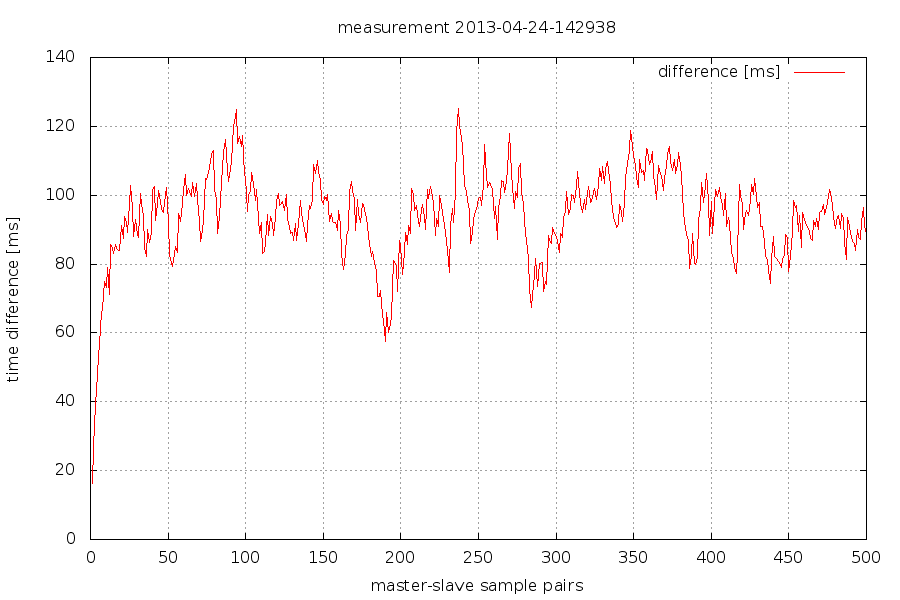 measurement 2013-04-24-142938
difference [ms]
time difference [ms]
140
120
100
80
60
40
20
0
0 50 100 150 200 250 300 350 400 450 500
master-slave sample pairs